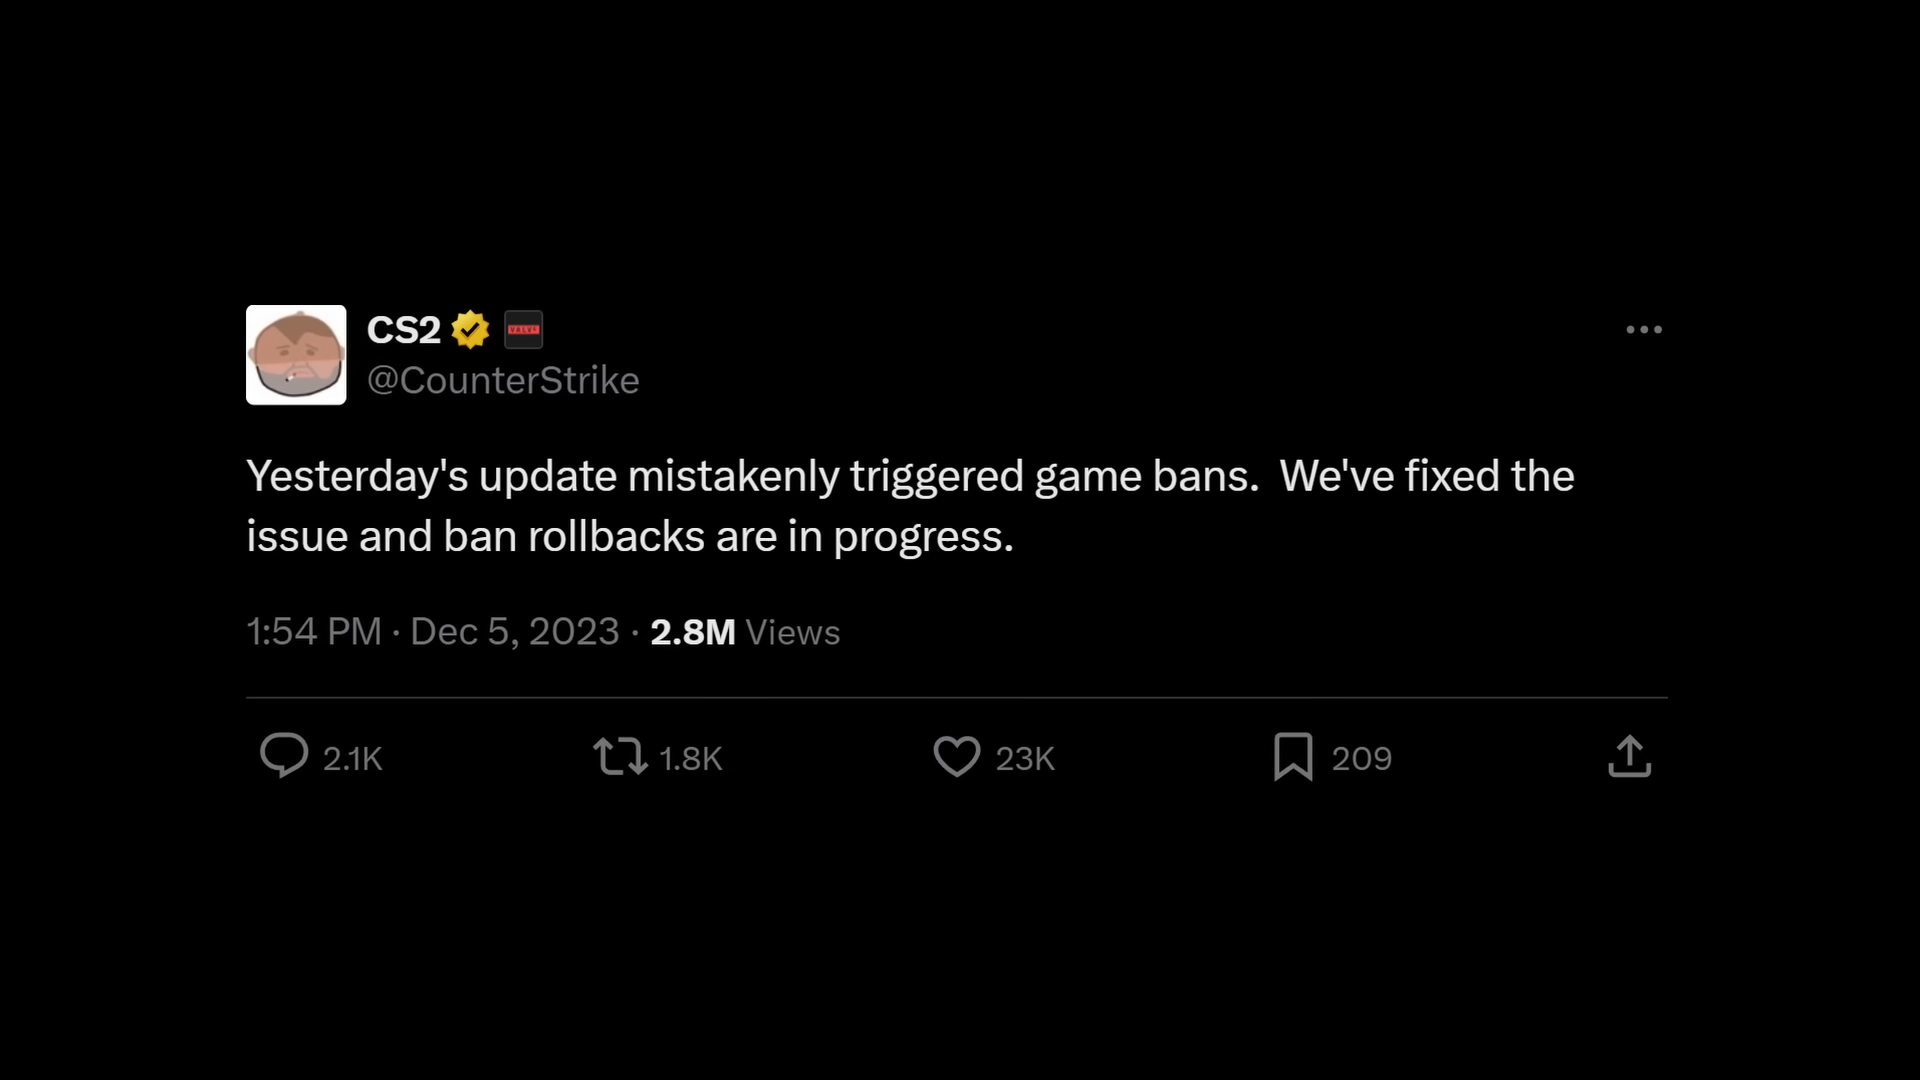 CS2 VALVE
@CounterStrike
Yesterday's update mistakenly triggered game bans.  We've fixed the
issue and ban rollbacks are in progress.
1:54 PM · Dec 5, 2023 · 2.8M Views
2.1K 1.8K 23K 209